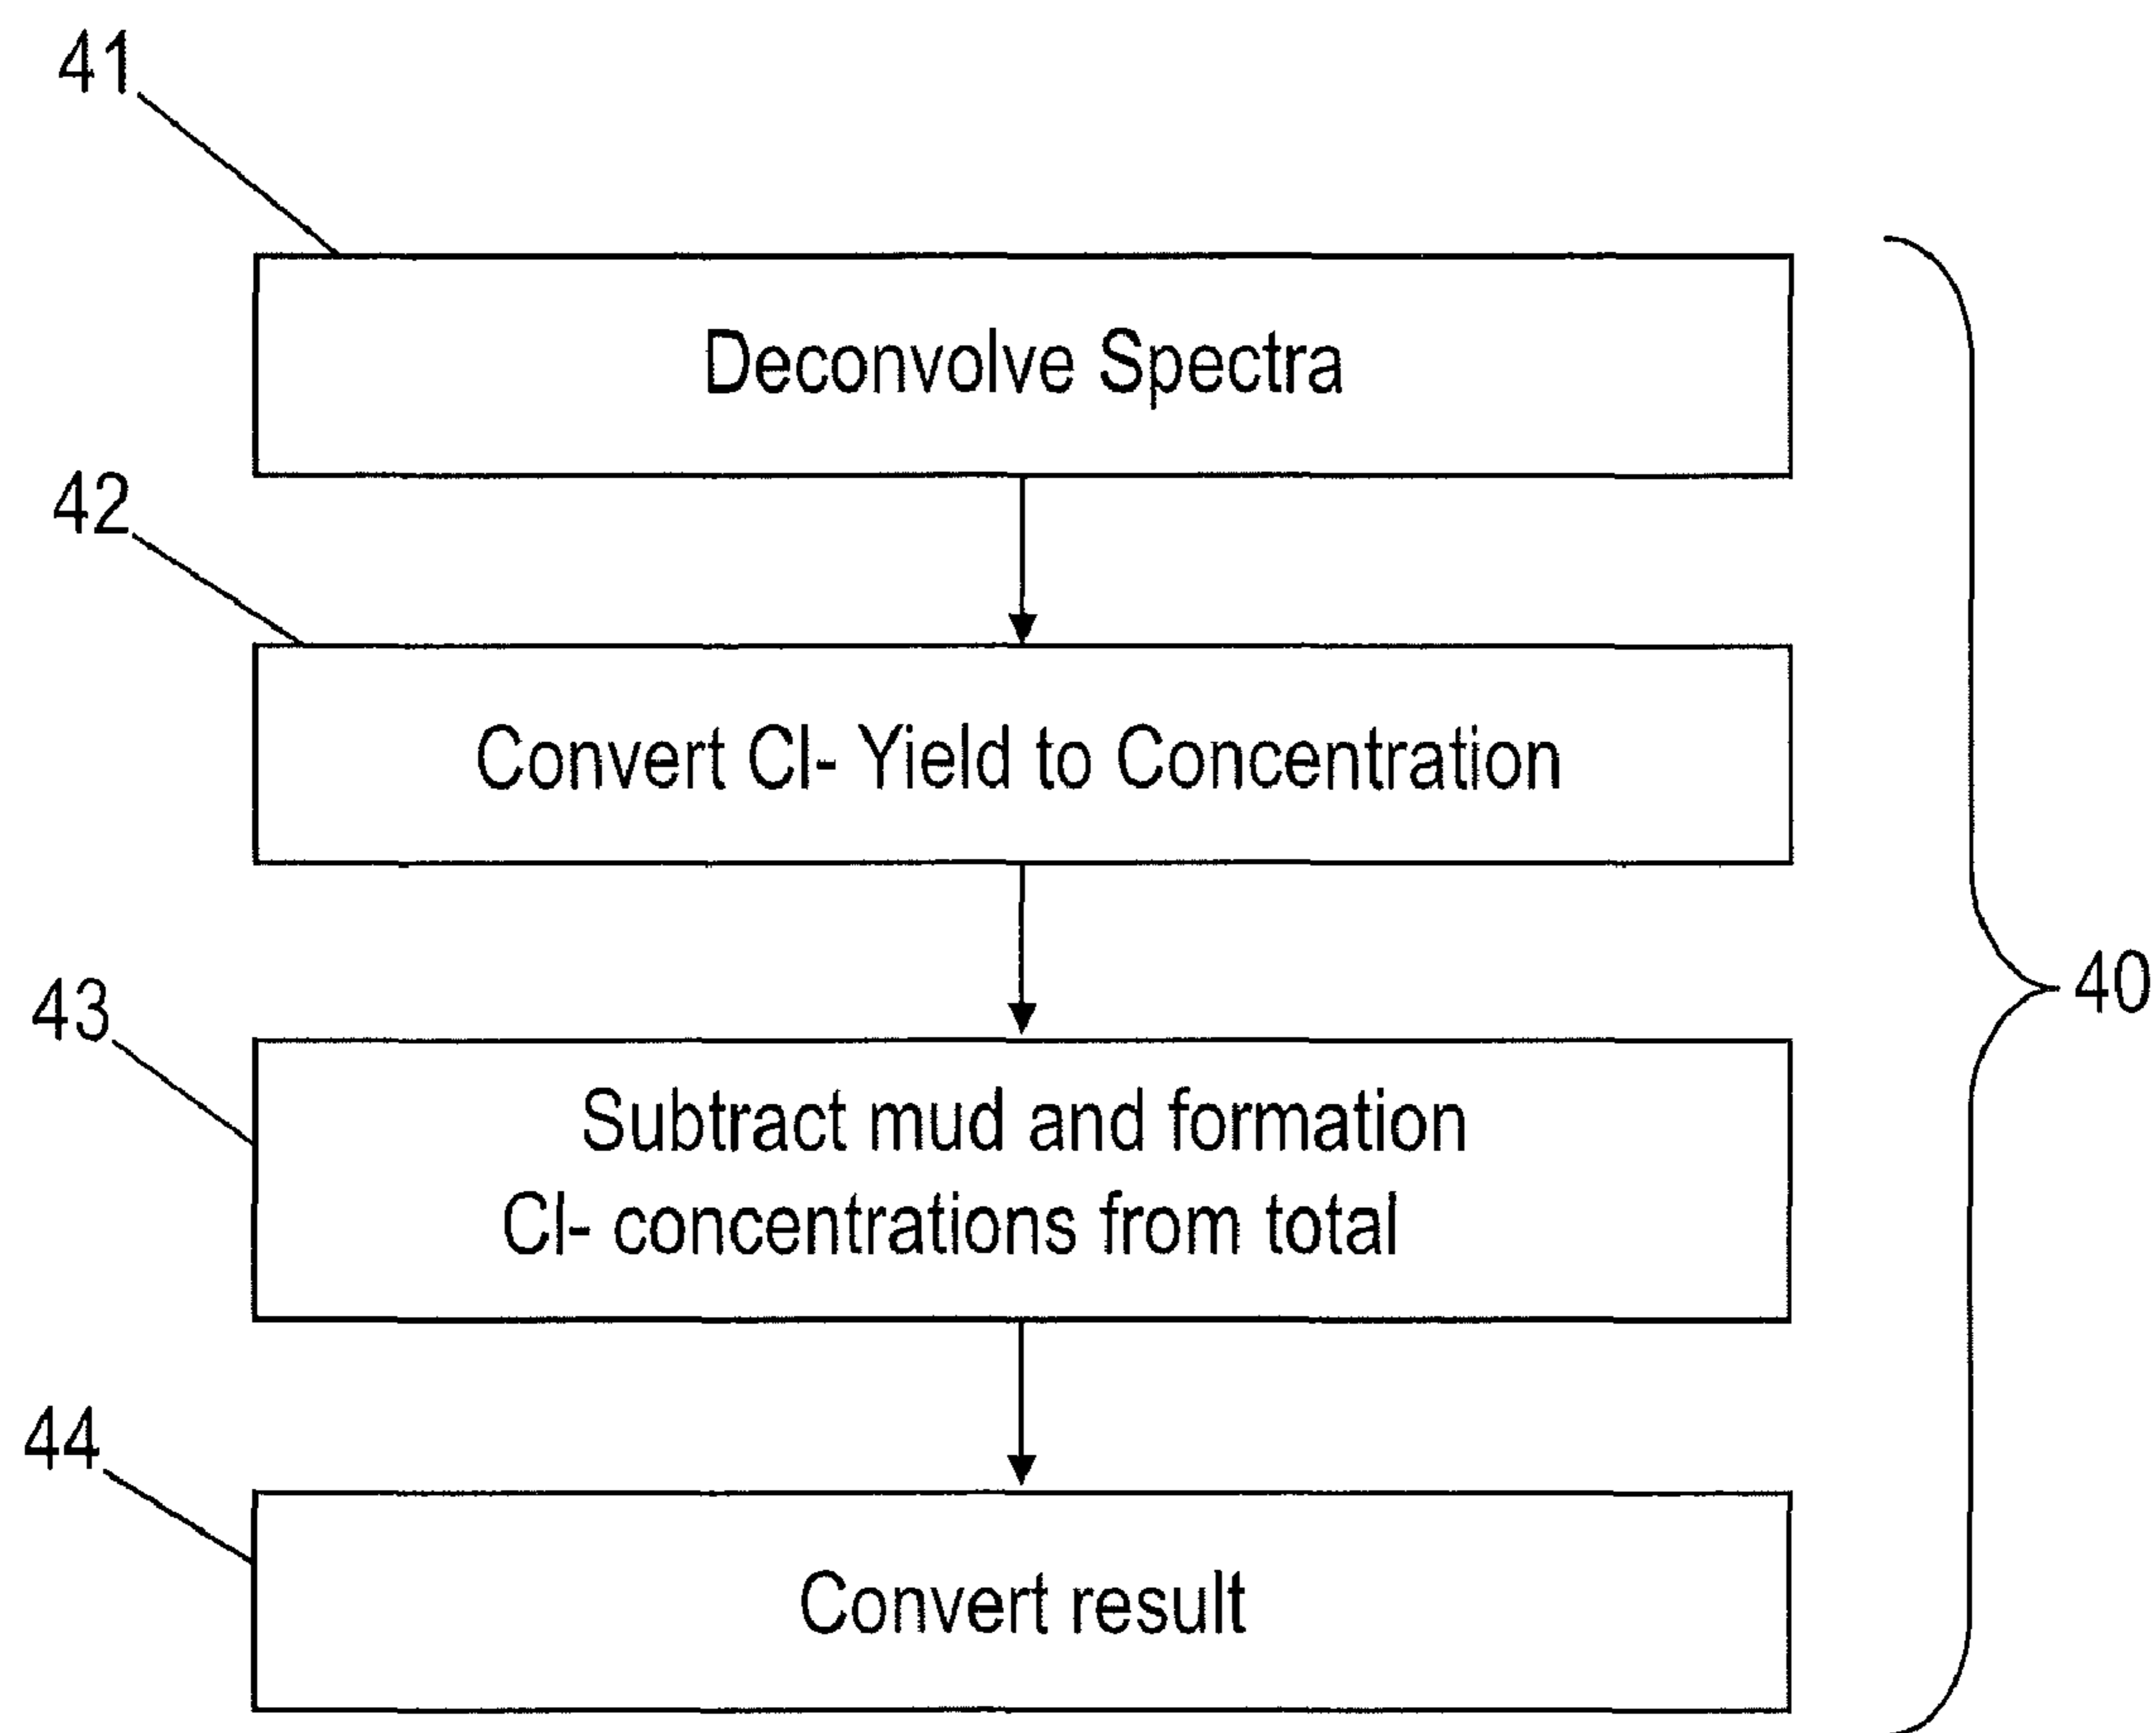 41
Deconvolve Spectra
42
Convert Cl- Yield to Concentration
43
Subtract mud and formation
Cl- concentrations from total
40
44
Convert result